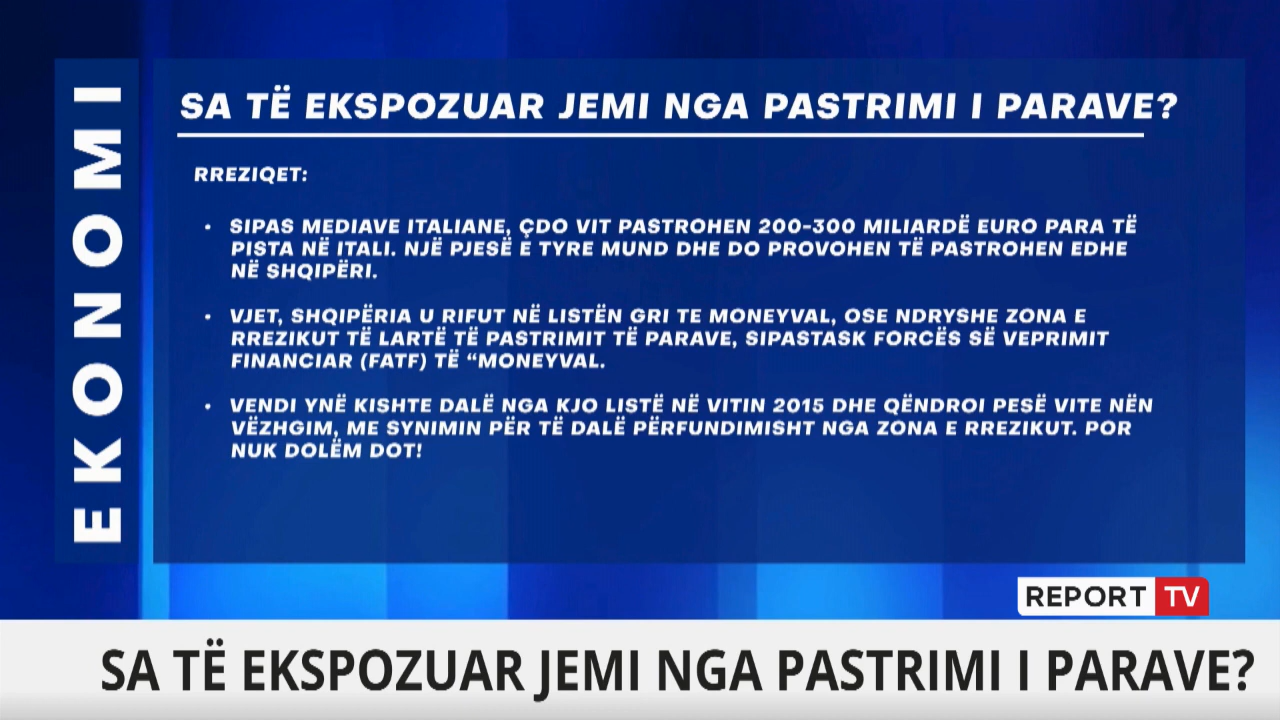 EKONOMI
SA TË EKSPOZUAR JEMI NGA PASTRIMI I PARAVE?
RREZIQET:
• SIPAS MEDIAVE ITALIANE, ÇDO VIT PASTROHEN 200-300 MILIARDË EURO PARA TË
PISTA NË ITALI. NJË PJESË E TYRE MUND DHE DO PROVOHEN TË PASTROHEN EDHE
NË SHQIPËRI.
• VJET, SHQIPËRIA U RIFUT NË LISTËN GRI TE MONEYVAL, OSE NDRYSHE ZONA E
RREZIKUT TË LARTË TË PASTRIMIT TË PARAVE, SIPASTASK FORCËS SË VEPRIMIT
FINANCIAR (FATF) TË “MONEYVAL.
• VENDI YNË KISHTE DALË NGA KJO LISTË NË VITIN 2015 DHE QËNDROI PESË VITE NËN
VËZHGIM, ME SYNIMIN PËR TË DALË PËRFUNDIMISHT NGA ZONA E RREZIKUT. POR
NUK DOLËM DOT!
REPORT TV
SA TË EKSPOZUAR JEMI NGA PASTRIMI I PARAVE?